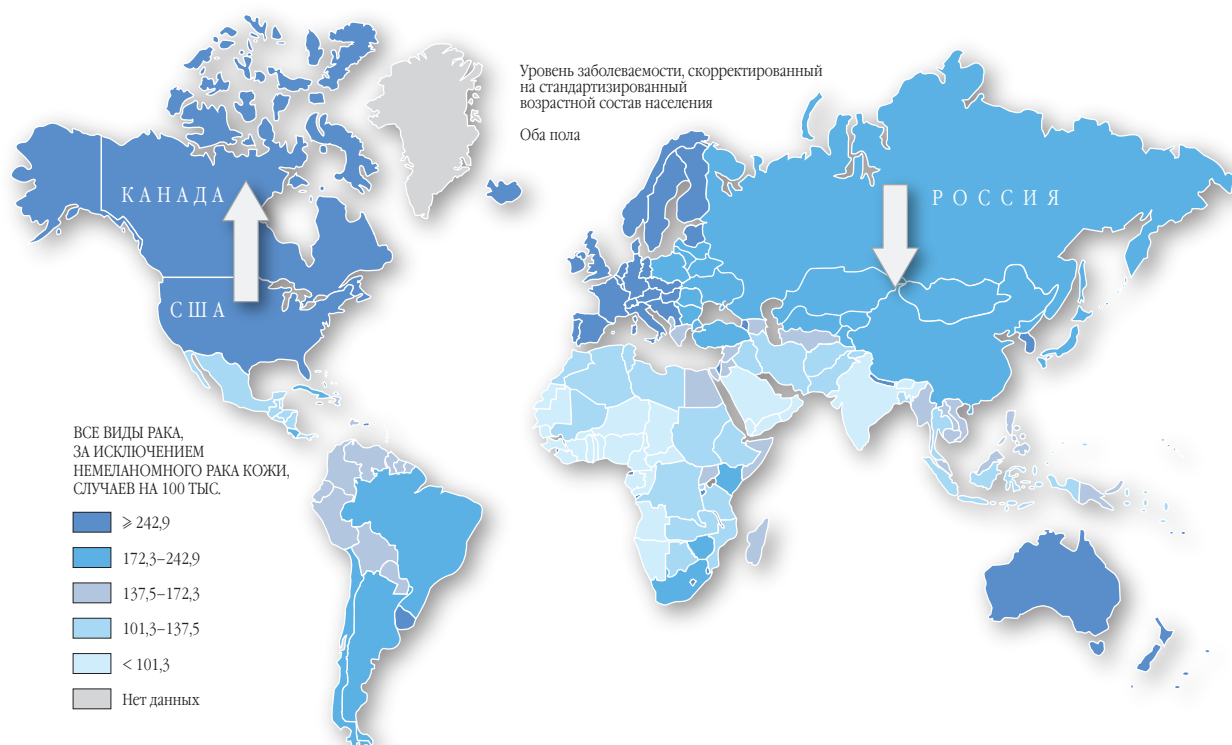 Уровень заболеваемости, скорректированный
на стандартизированный
возрастной состав населения
Оба пола
КАНАДА
РОССИЯ
США
ВСЕ ВИДЫ РАКА,
ЗА ИСКЛЮЧЕНИЕМ
НЕМЕЛАНОМНОГО РАКА КОЖИ,
СЛУЧАЕВ НА 100 ТЫС.
⩾ 242,9
172,3–242,9
137,5–172,3
101,3–137,5
< 101,3
Нет данных